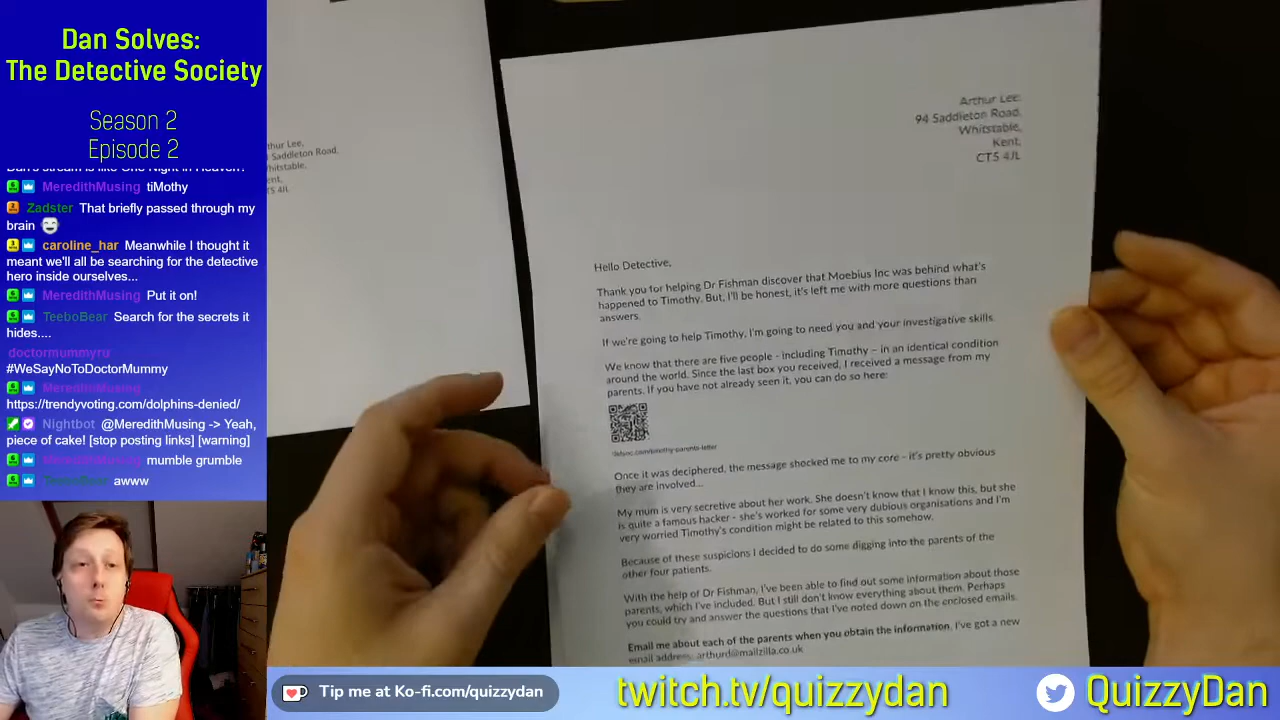 Dan Solves:
The Detective Society
Season 2
Episode 2
MeredithMusing tiMothy
Zadster That briefly passed through my
brain
caroline_har Meanwhile I thought it
meant we'll all be searching for the detective
hero inside ourselves...
MeredithMusing Put it on!
TeeboBear Search for the secrets it
hides....
doctormummyru
#WeSayNoToDoctorMummy
MeredithMusing
https://trendyvoting.com/dolphins-denied/
Nightbot @MeredithMusing -> Yeah,
piece of cake! [stop posting links] [warning]
MeredithMusing mumble grumble
TeeboBear awww
thur Lee,
Saddleton Road,
Arthur Lee,
94 Saddleton Road,
Whitstable,
Kent,
CT5 4JL
Hello Detective,
Thank you for helping Dr Fishman discover that Moebius Inc was behind what's
happened to Timothy. But, I'll be honest, it's left me with more questions than
answers.
If we're going to help Timothy, I'm going to need you and your investigative skills.
We know that there are five people - including Timothy – in an identical condition
around the world. Since the last box you received, I received a message from my
parents. If you have not already seen it, you can do so here:
Once it was deciphered, the message shocked me to my core - it's pretty obvious
they are involved...
My mum is very secretive about her work. She doesn't know that I know this, but she
is quite a famous hacker - she's worked for some very dubious organisations and I'm
very worried Timothy's condition might be related to this somehow.
Because of these suspicions I decided to do some digging into the parents of the
other four patients.
With the help of Dr Fishman, I've been able to find out some information about those
parents, which I've included. But I still don't know everything about them. Perhaps
you could try and answer the questions that I've noted down on the enclosed emails.
Email me about each of the parents when you obtain the information. I've got a new
email address: arthurd@mailzilla.co.uk
Tip me at Ko-fi.com/quizzydan
twitch.tv/quizzydan
QuizzyDan